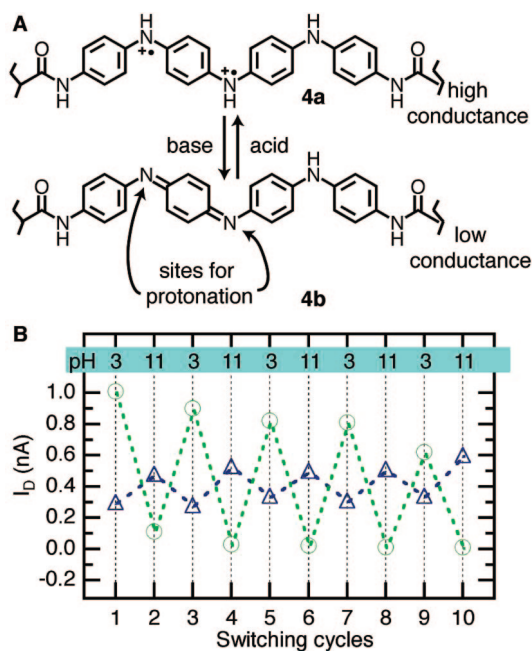 A
O
N
H
N
+•
H
+•
N
H
H
N
N
H
O
4a
high
conductance
base
acid
O
N
H
N
N
H
N
N
H
O
low
conductance
sites for
protonation
4b
B
pH 3 11 3 11 3 11 3 11 3 11
1.0
0.8
0.6
0.4
0.2
0.0
-0.2
I_D (nA)
1 2 3 4 5 6 7 8 9 10
Switching cycles